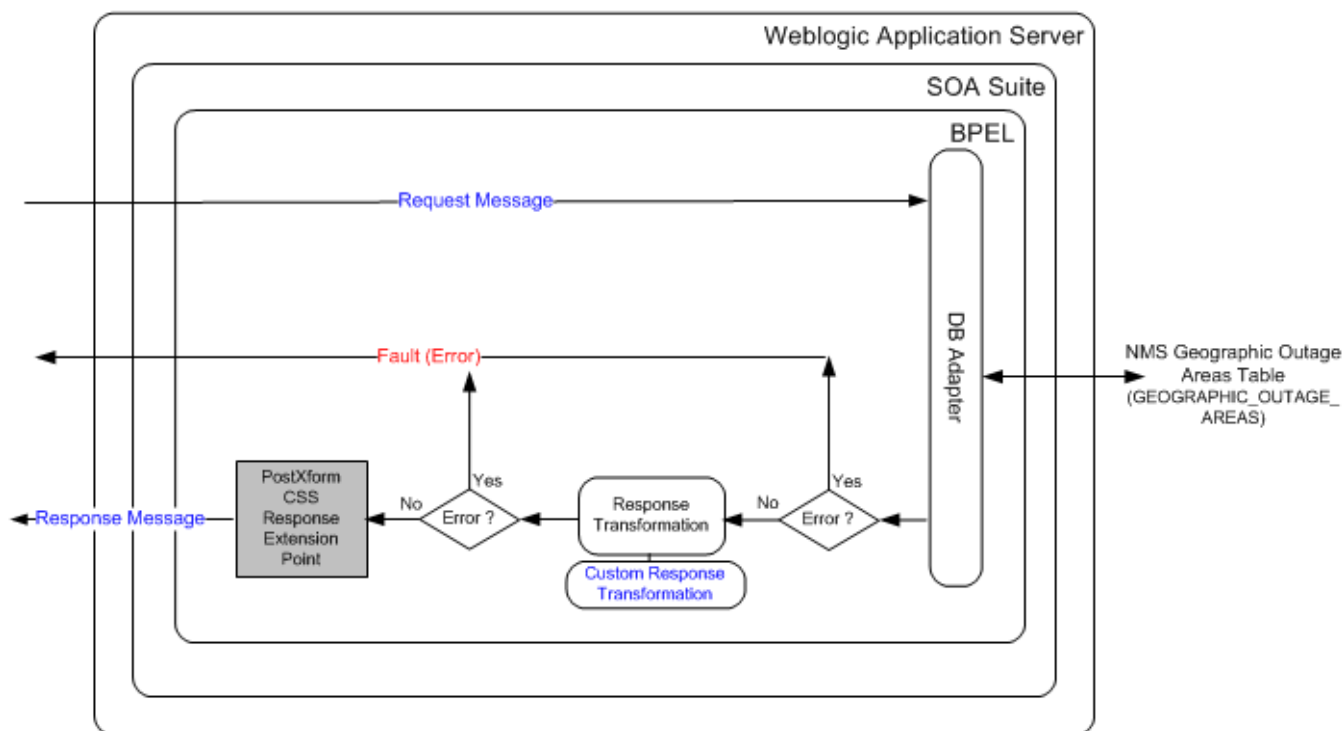 Weblogic Application Server
SOA Suite
BPEL
Request Message
DB Adapter
NMS Geographic Outage
Areas Table
(GEOGRAPHIC_OUTAGE_
AREAS)
Fault (Error)
Yes
Yes
PostXform
CSS
Response
Extension
Point
No
Error ?
Response
Transformation
No
Error ?
Response Message
Custom Response
Transformation